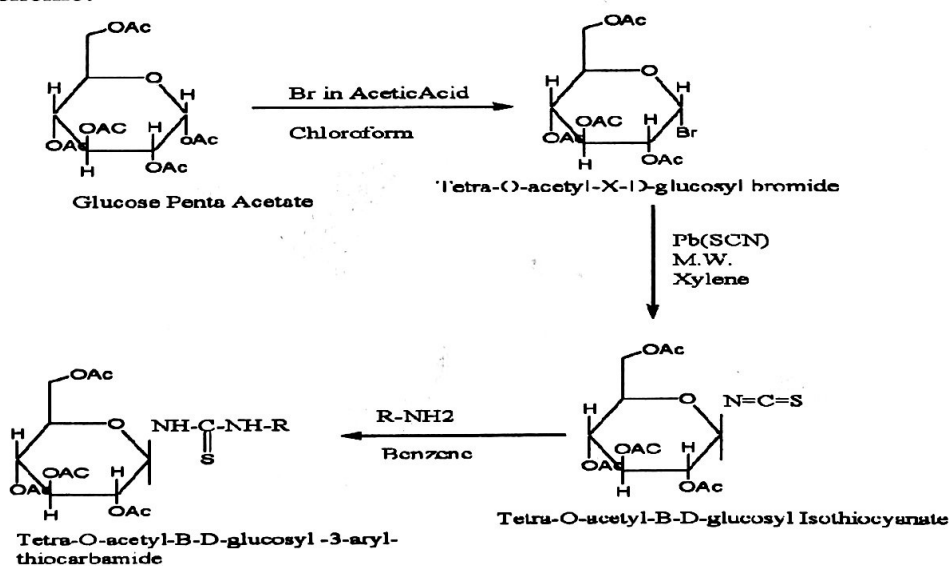 OAc
O
H
H
OAC
H
OAc
OAc
H
OAc
Glucose Penta Acetate
Br in AceticAcid
Chloroform
OAc
O
H
H
OAC
H
OAc
Br
H
OAc
Tetra-O-acetyl-X-D-glucosyl bromide
Pb(SCN)
M.W.
Xylene
OAc
O
N=C=S
H
OAC
H
OAc
H
OAc
Tetra-O-acetyl-B-D-glucosyl Isothiocyanate
R-NH2
Benzene
OAc
O
NH-C-NH-R
S
H
OAC
H
OAc
H
OAc
Tetra-O-acetyl-B-D-glucosyl -3-aryl-
thiocarbamide